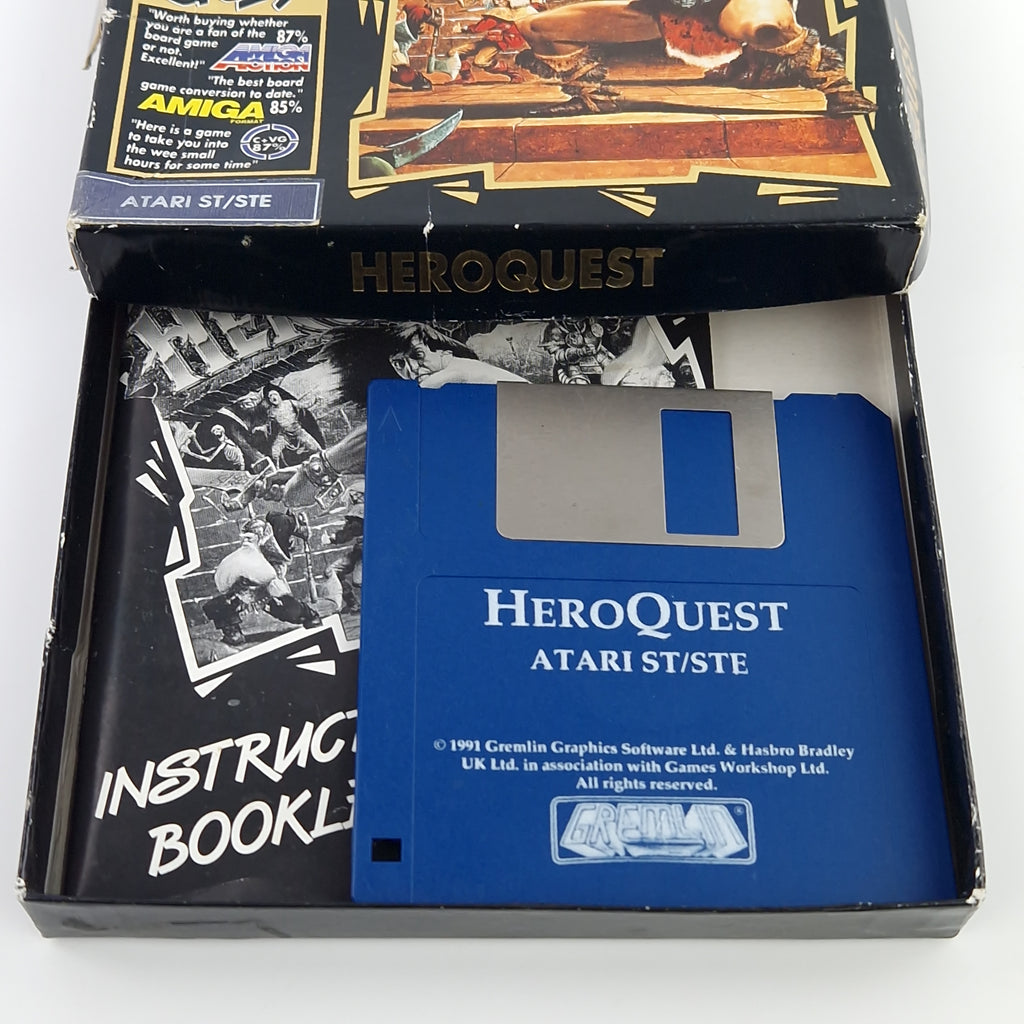 "Worth buying whether
you are a fan of the
board game
or not.
Excellent!"
87%
AMIGA
ACTION
"The best board
game conversion to date."
AMIGA
FORMAT
85%
"Here is a game
to take you into
the wee small
hours for some time"
C+VG
87%
ATARI ST/STE
HEROQUEST
INSTRUCT
BOOKL
HEROQUEST
ATARI ST/STE
© 1991 Gremlin Graphics Software Ltd. & Hasbro Bradley
UK Ltd. in association with Games Workshop Ltd.
All rights reserved.
GREMLIN®